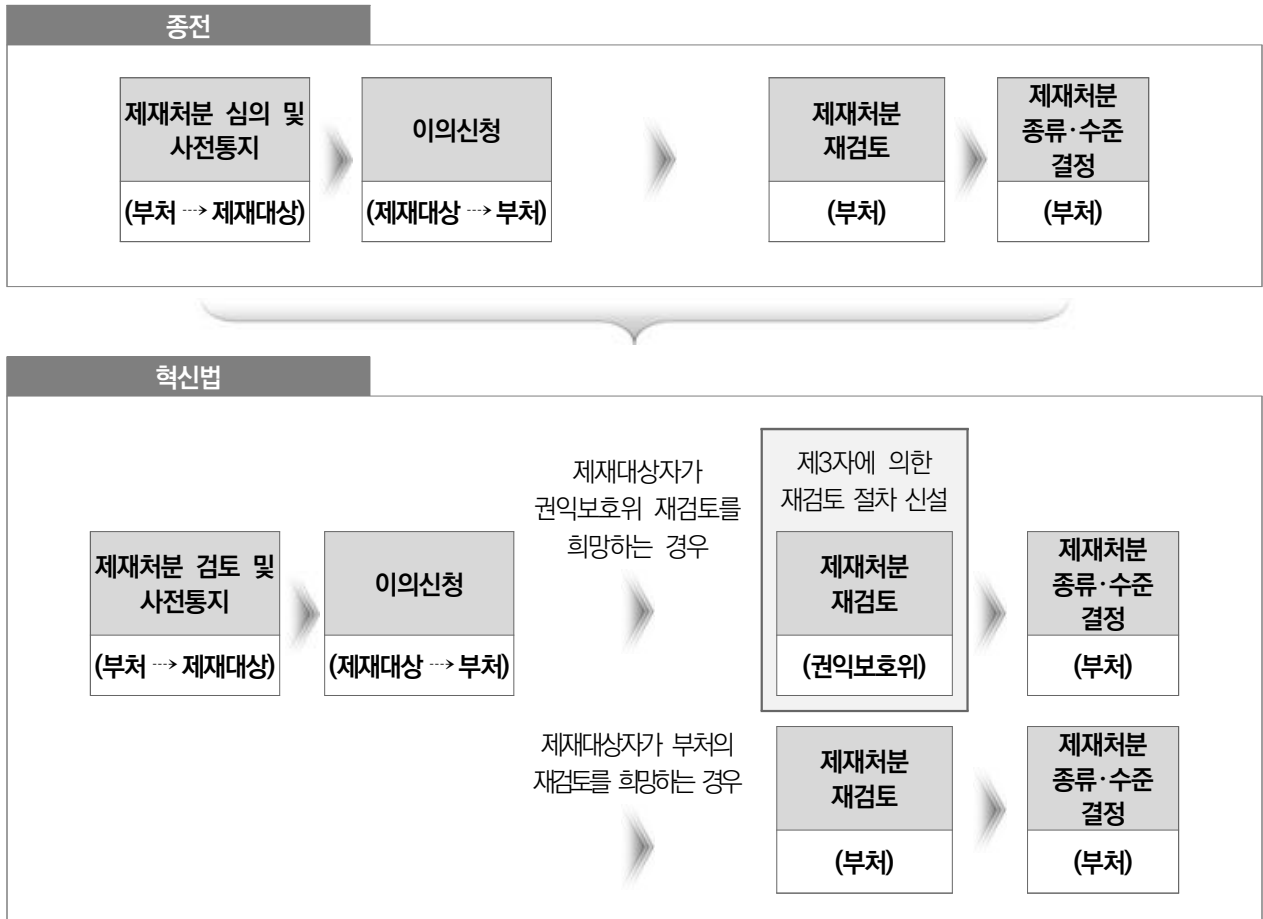 종전
제재처분 심의 및
사전통지
(부처 ⇢ 제재대상)
이의신청
(제재대상 ⇢ 부처)
제재처분
재검토
(부처)
제재처분
종류·수준
결정
(부처)
혁신법
제재처분 검토 및
사전통지
(부처 ⇢ 제재대상)
이의신청
(제재대상 ⇢ 부처)
제재대상자가
권익보호위 재검토를
희망하는 경우
제3자에 의한
재검토 절차 신설
제재처분
재검토
(권익보호위)
제재처분
종류·수준
결정
(부처)
제재대상자가 부처의
재검토를 희망하는 경우
제재처분
재검토
(부처)
제재처분
종류·수준
결정
(부처)